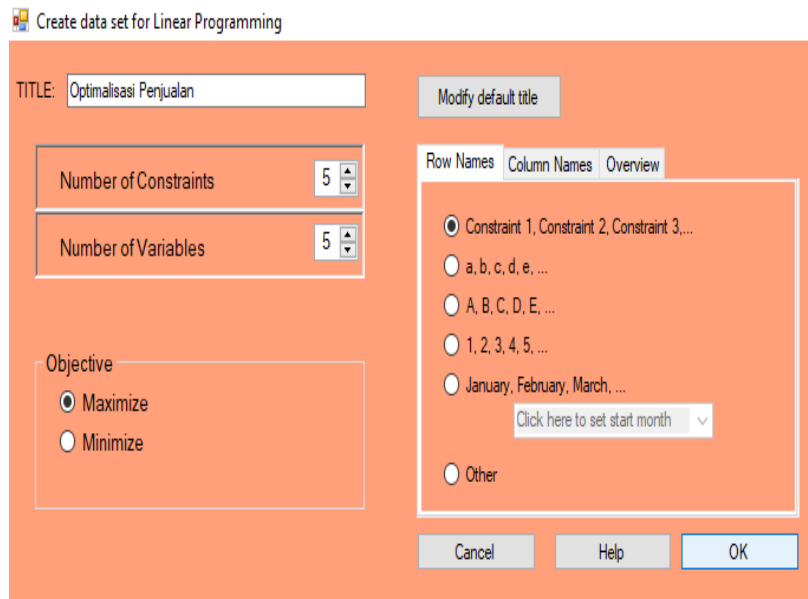 Create data set for Linear Programming
TITLE: Optimalisasi Penjualan
Modify default title
Number of Constraints 5
Number of Variables 5
Objective
Maximize
Minimize
Row Names Column Names Overview
Constraint 1, Constraint 2, Constraint 3,...
a, b, c, d, e, ...
A, B, C, D, E, ...
1, 2, 3, 4, 5, ...
January, February, March, ...
Click here to set start month
Other
Cancel Help OK